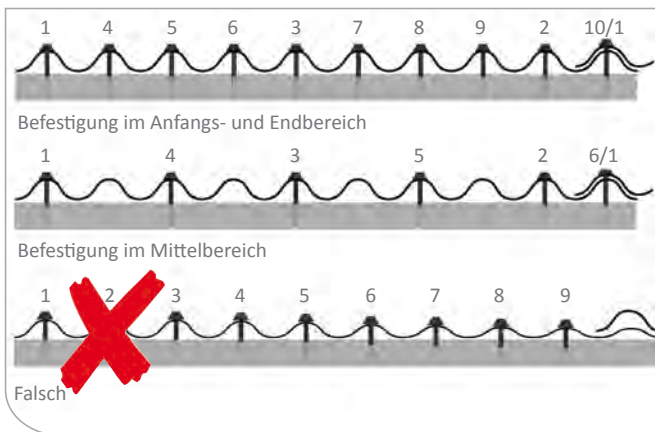 1 4 5 6 3 7 8 9 2 10/1
Befestigung im Anfangs- und Endbereich
1 4 3 5 2 6/1
Befestigung im Mittelbereich
1 2 3 4 5 6 7 8 9
Falsch